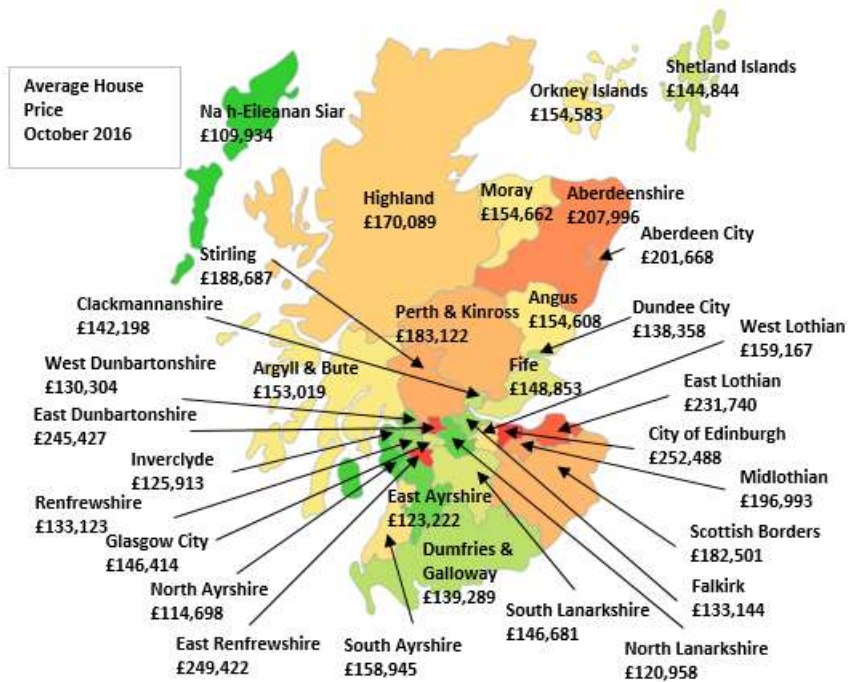 Average House
Price
October 2016
Na h-Eileanan Siar
£109,934
Orkney Islands
£154,583
Shetland Islands
£144,844
Highland
£170,089
Moray
£154,662
Aberdeenshire
£207,996
Aberdeen City
£201,668
Stirling
£188,687
Clackmannanshire
£142,198
Perth & Kinross
£183,122
Angus
£154,608
Dundee City
£138,358
West Lothian
£159,167
West Dunbartonshire
£130,304
Argyll & Bute
£153,019
Fife
£148,853
East Lothian
£231,740
East Dunbartonshire
£245,427
City of Edinburgh
£252,488
Inverclyde
£125,913
Midlothian
£196,993
Renfrewshire
£133,123
East Ayrshire
£123,222
Scottish Borders
£182,501
Glasgow City
£146,414
Dumfries &
Galloway
£139,289
Falkirk
£133,144
North Ayrshire
£114,698
South Lanarkshire
£146,681
East Renfrewshire
£249,422
South Ayrshire
£158,945
North Lanarkshire
£120,958